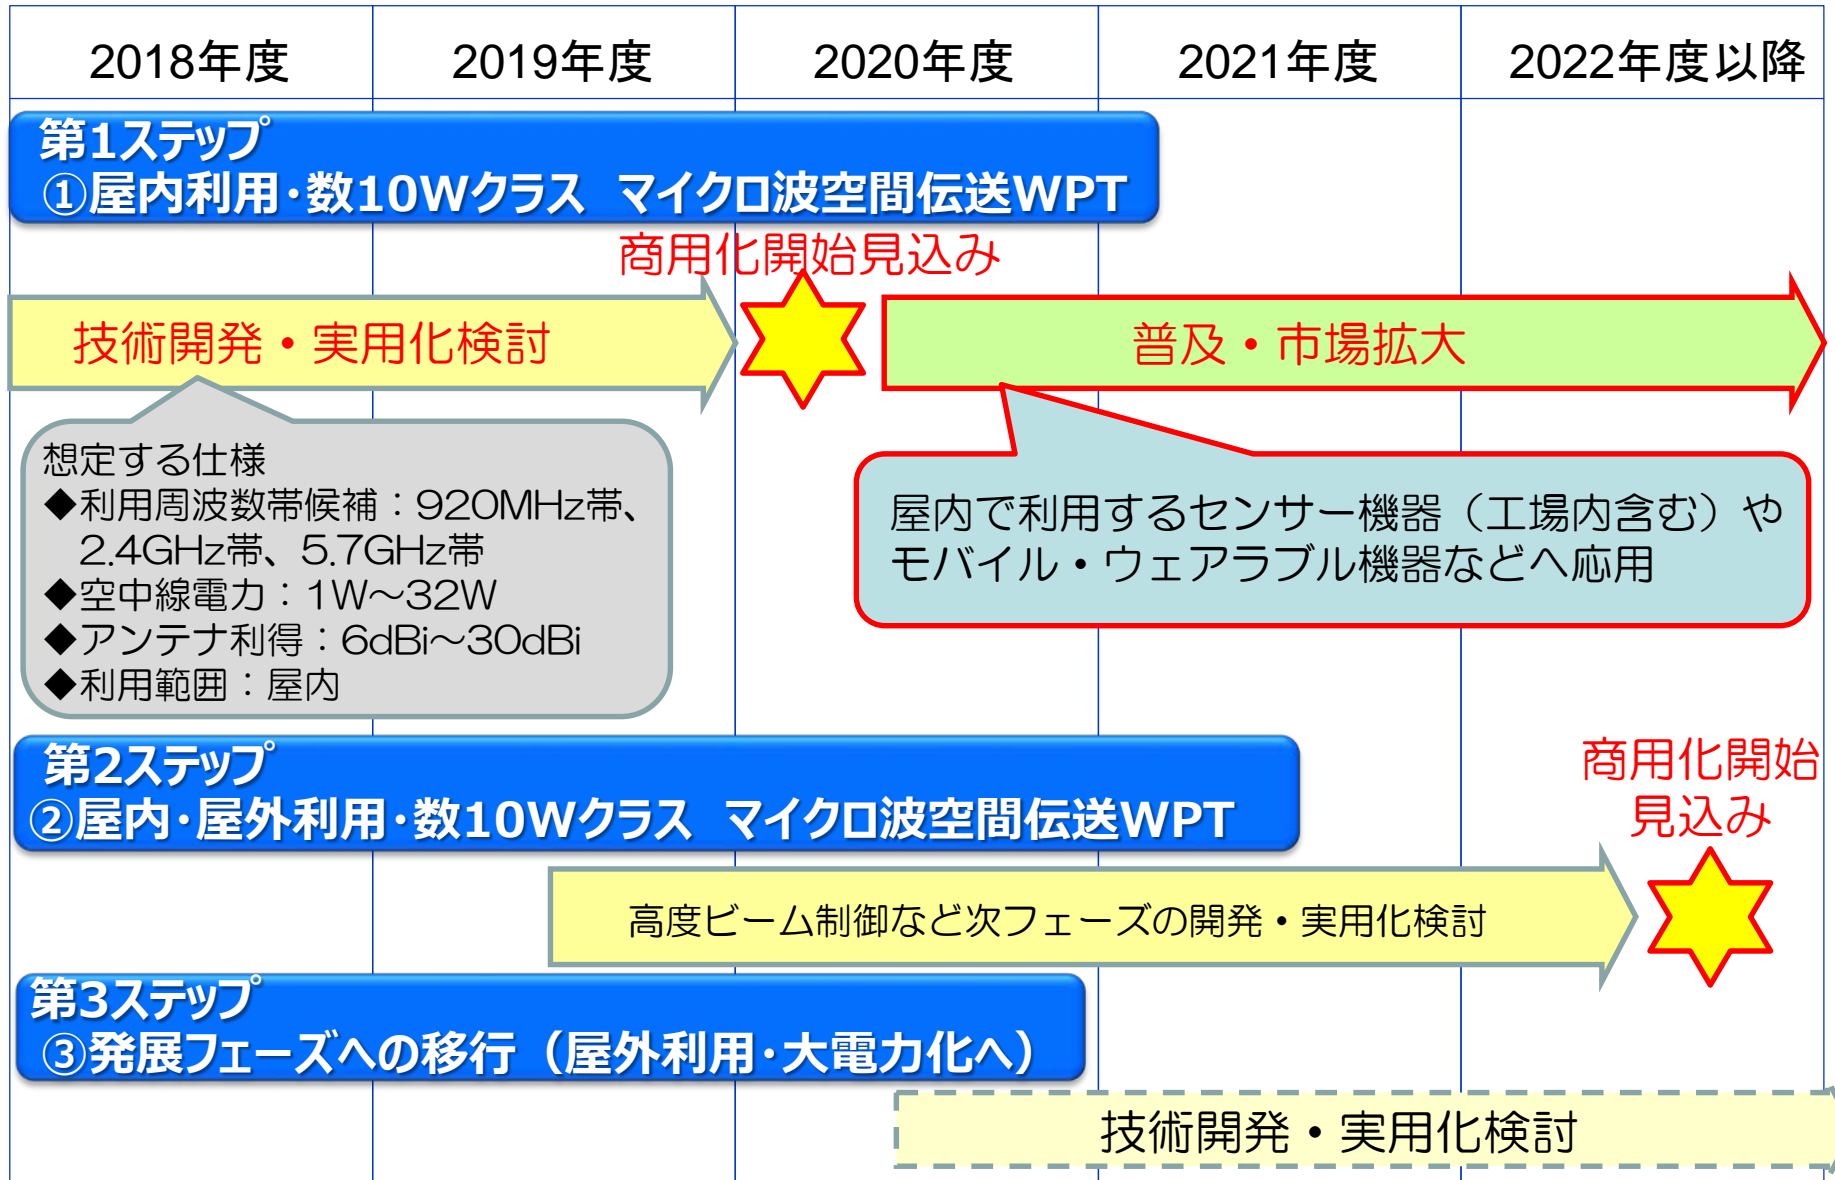 2018年度
2019年度
2020年度
2021年度
2022年度以降
第1ステップ
①屋内利用・数10Wクラス　マイクロ波空間伝送WPT
商用化開始見込み
技術開発・実用化検討
普及・市場拡大
想定する仕様
◆利用周波数帯候補：920MHz帯、
2.4GHz帯、5.7GHz帯
◆空中線電力：1W～32W
◆アンテナ利得：6dBi～30dBi
◆利用範囲：屋内
屋内で利用するセンサー機器（工場内含む）や
モバイル・ウェアラブル機器などへ応用
第2ステップ
②屋内・屋外利用・数10Wクラス　マイクロ波空間伝送WPT
商用化開始
見込み
高度ビーム制御など次フェーズの開発・実用化検討
第3ステップ
③発展フェーズへの移行（屋外利用・大電力化へ）
技術開発・実用化検討